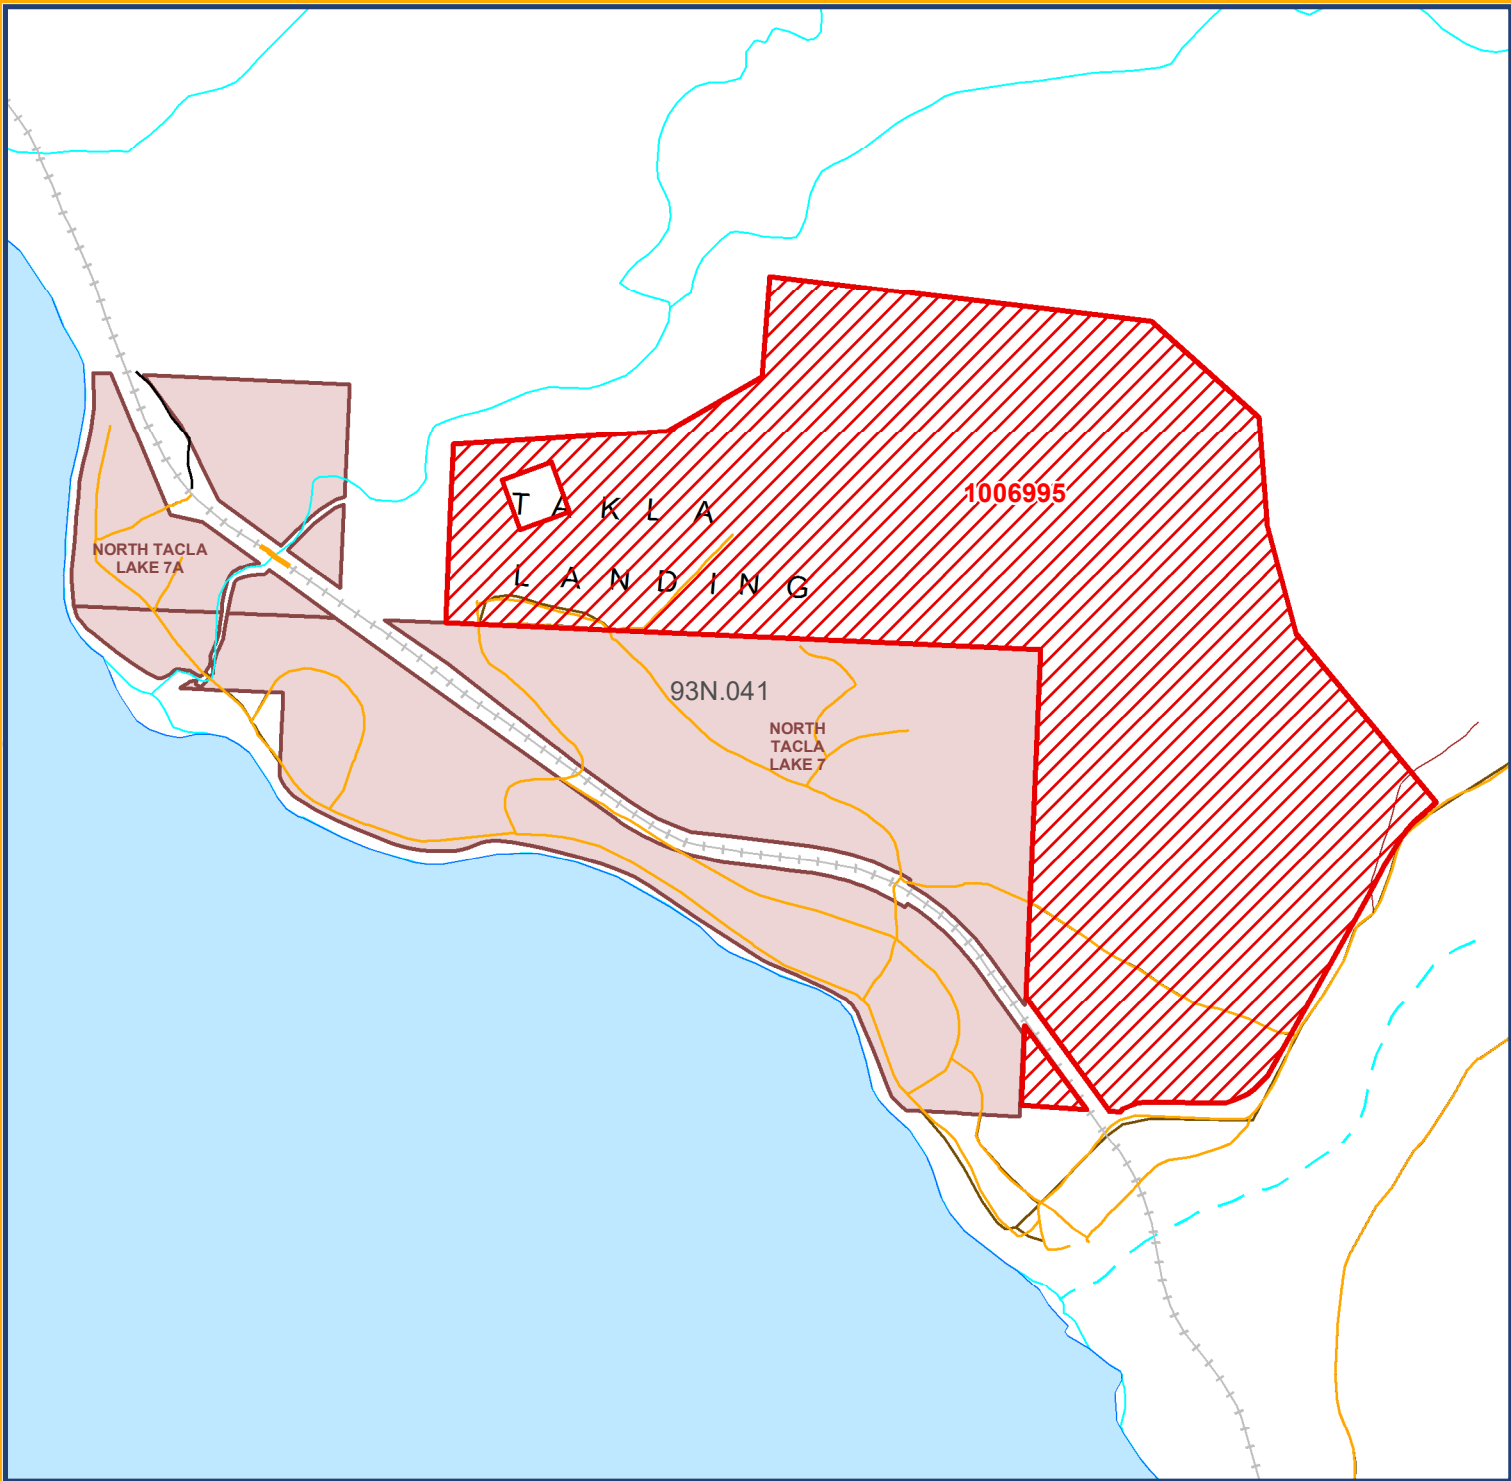 1006995
T A K L A
NORTH TACLA
LAKE 7A
L A N D I N G
93N.041
NORTH
TACLA
LAKE 7